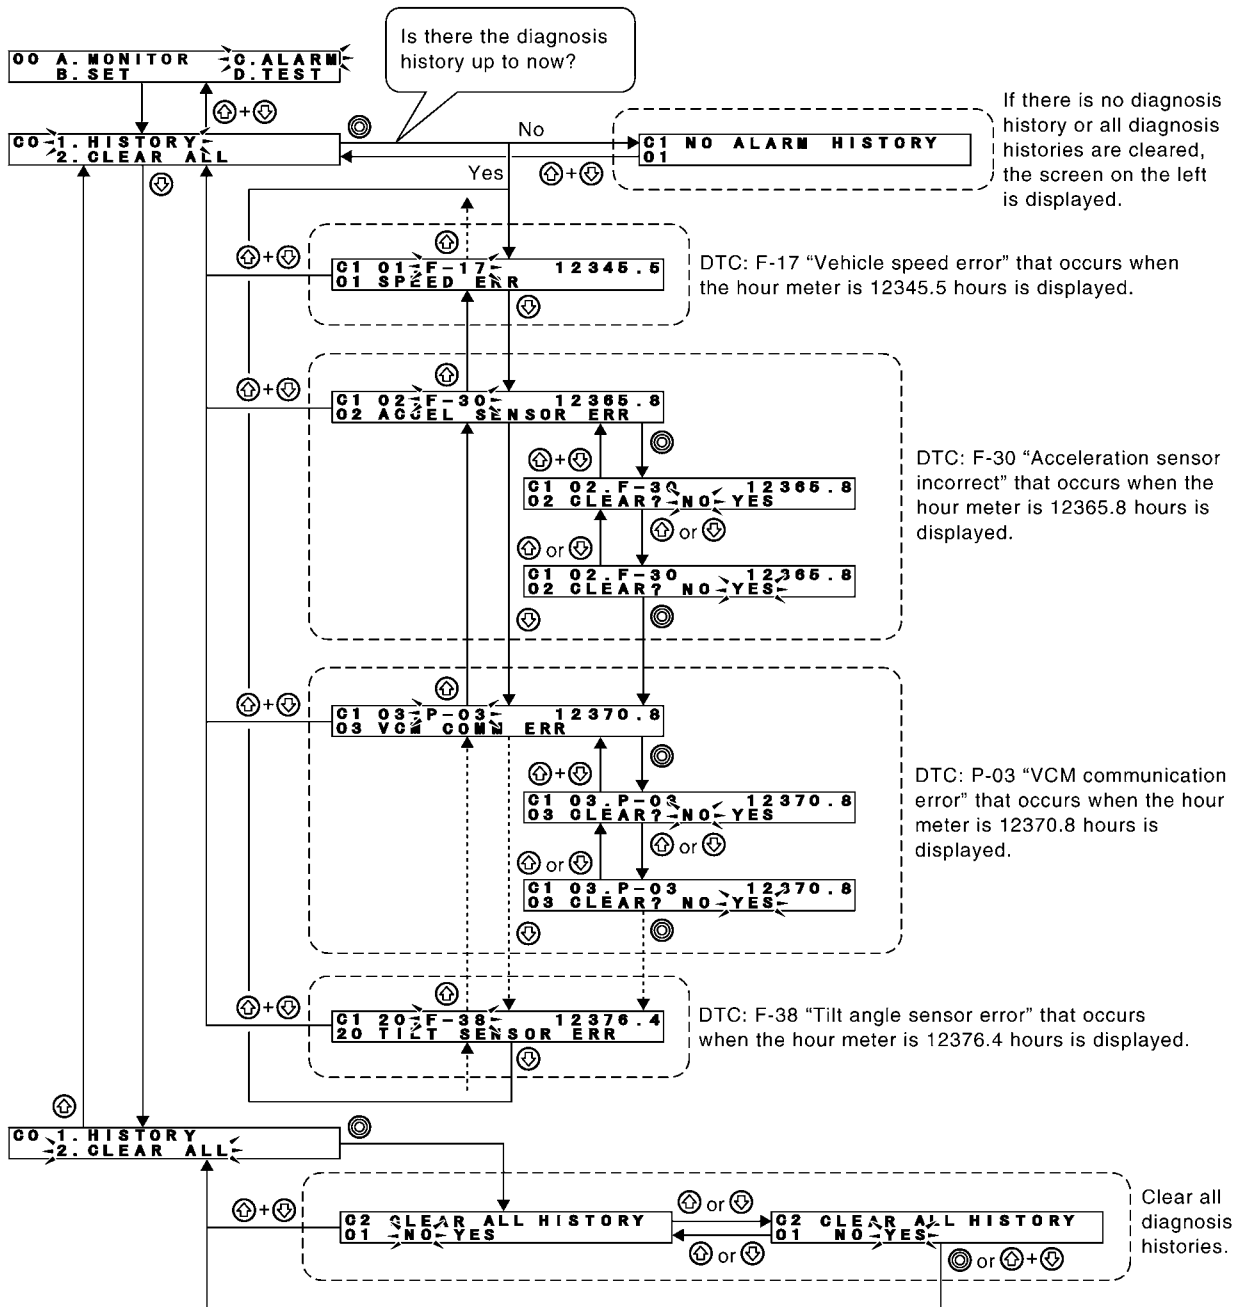 Is there the diagnosis
history up to now?
00 A.MONITOR C.ALARM
B.SET D.TEST
+
C0 1.HISTORY
2.CLEAR ALL
No
Yes
+
C1 NO ALARM HISTORY
01
If there is no diagnosis
history or all diagnosis
histories are cleared,
the screen on the left
is displayed.
+
C1 01 F-17 12345.5
01 SPEED ERR
DTC: F-17 “Vehicle speed error” that occurs when
the hour meter is 12345.5 hours is displayed.
+
C1 02 F-30 12365.8
02 ACCEL SENSOR ERR
+
C1 02.F-30 12365.8
02 CLEAR? NO YES
or
or
C1 02.F-30 12365.8
02 CLEAR? NO YES
DTC: F-30 “Acceleration sensor
incorrect” that occurs when the
hour meter is 12365.8 hours is
displayed.
+
C1 03.P-03 12370.8
03 VCM COMM ERR
+
C1 03.P-03 12370.8
03 CLEAR? NO YES
or
or
C1 03.P-03 12370.8
03 CLEAR? NO YES
DTC: P-03 “VCM communication
error” that occurs when the hour
meter is 12370.8 hours is
displayed.
+
C1 20 F-38 12376.4
20 TILT SENSOR ERR
DTC: F-38 “Tilt angle sensor error” that occurs
when the hour meter is 12376.4 hours is displayed.
C0 1.HISTORY
2.CLEAR ALL
+
C2 CLEAR ALL HISTORY
01 NO YES
or
or
C2 CLEAR ALL HISTORY
01 NO YES
or +
Clear all
diagnosis
histories.